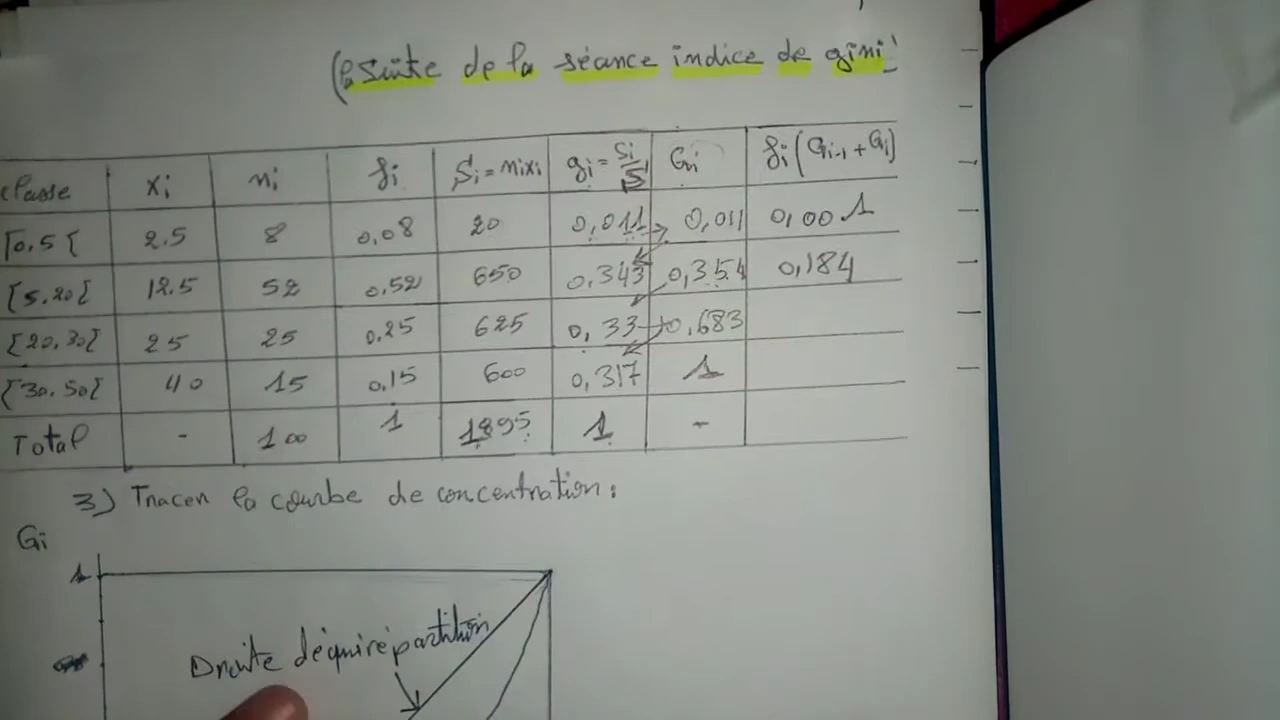 (la suite de la séance indice de gini)
classe xi ni fi Si = nixi gi = Si/S Gi fi(Gi-1 + Gi)
[0,5[ 2.5 8 0,08 20 0,011 0,011 0,001
[5,20[ 12.5 52 0,52 650 0,343 0,354 0,184
[20,30[ 25 25 0,25 625 0,33 0,683
[30,50[ 40 15 0,15 600 0,317 1
Total - 100 1 1895 1 -
3) Tracer la courbe de concentration :
Gi
1
Droite d'équirépartition